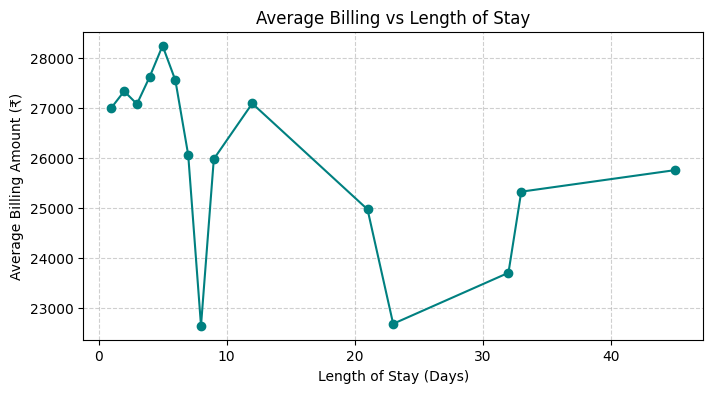 Average Billing vs Length of Stay
Average Billing Amount (₹)
28000
27000
26000
25000
24000
23000
0 10 20 30 40
Length of Stay (Days)